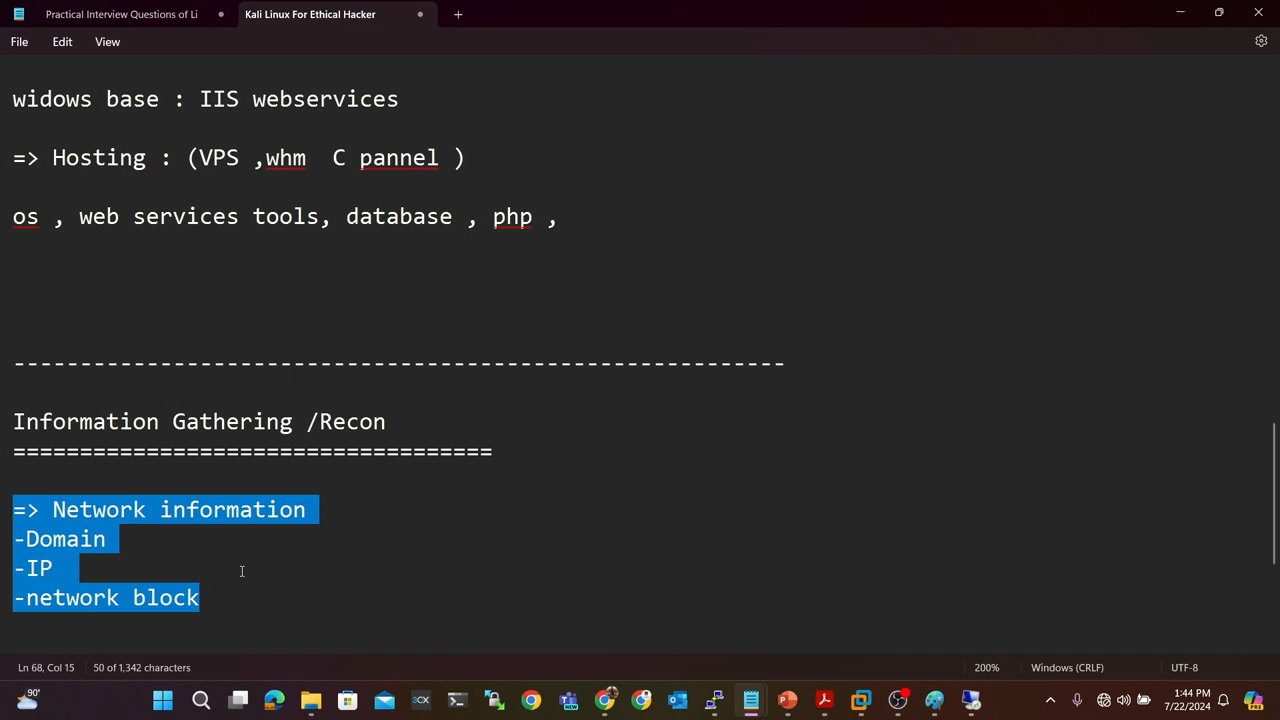 Practical Interview Questions of Li
Kali Linux For Ethical Hacker
File Edit View
widows base : IIS webservices
=> Hosting : (VPS ,whm  C pannel )
os , web services tools, database , php ,
----------------------------------------------------------
Information Gathering /Recon
====================================
=> Network information
-Domain
-IP
-network block
Ln 68, Col 15
50 of 1,342 characters
200%
Windows (CRLF)
UTF-8
90°
1:44 PM
7/22/2024